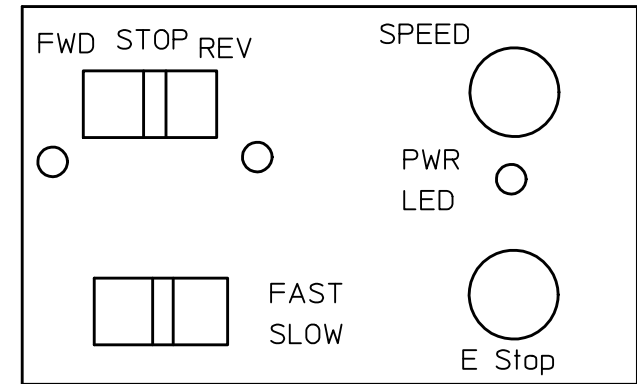 FWD STOP REV
SPEED
PWR
LED
FAST
SLOW
E Stop